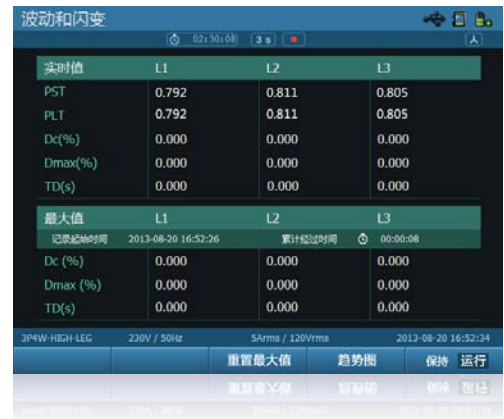 波动和闪变
02:30:08 3 s 人
实时值 L1 L2 L3
PST 0.792 0.811 0.805
PLT 0.792 0.811 0.805
Dc(%) 0.000 0.000 0.000
Dmax(%) 0.000 0.000 0.000
TD(s) 0.000 0.000 0.000
最大值 L1 L2 L3
记录起始时间 2013-08-20 16:52:26 累计经过时间 00:00:08
Dc (%) 0.000 0.000 0.000
Dmax (%) 0.000 0.000 0.000
TD(s) 0.000 0.000 0.000
3P4W-HIGH-LEG 230V / 50Hz 5Arms / 120Vrms 2013-08-20 16:52:34
重置最大值 趋势图 保持 运行